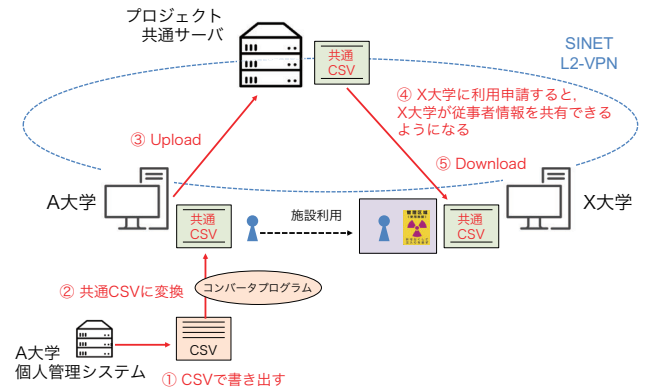 プロジェクト
共通サーバ
共通
CSV
SINET
L2-VPN
④ X大学に利用申請すると,
X大学が従事者情報を共有できる
ようになる
③ Upload
⑤ Download
A大学
X大学
共通
CSV
施設利用
管理区域
共通
CSV
② 共通CSVに変換
コンバータプログラム
A大学
個人管理システム
CSV
① CSVで書き出す